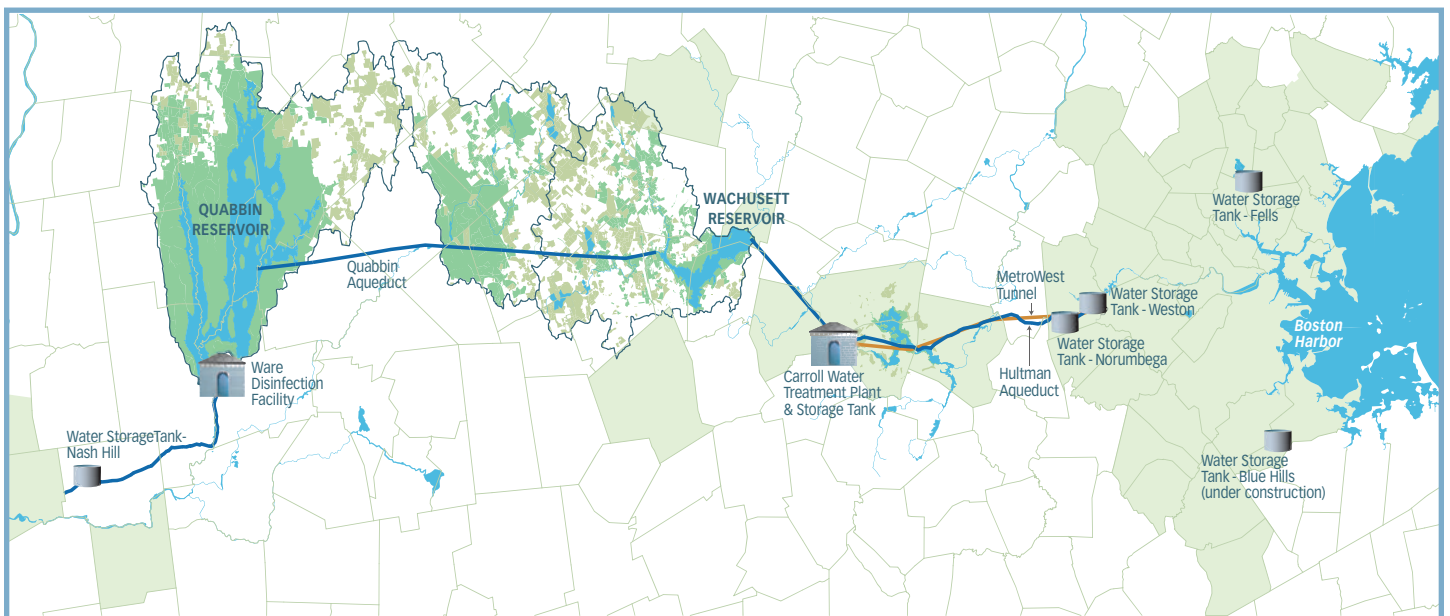 QUABBIN
RESERVOIR
WACHUSETT
RESERVOIR
Quabbin
Aqueduct
Ware
Disinfection
Facility
Water StorageTank-
Nash Hill
Carroll Water
Treatment Plant
& Storage Tank
MetroWest
Tunnel
Hultman
Aqueduct
Water Storage
Tank - Weston
Water Storage
Tank - Norumbega
Water Storage
Tank - Fells
Boston
Harbor
Water Storage
Tank - Blue Hills
(under construction)